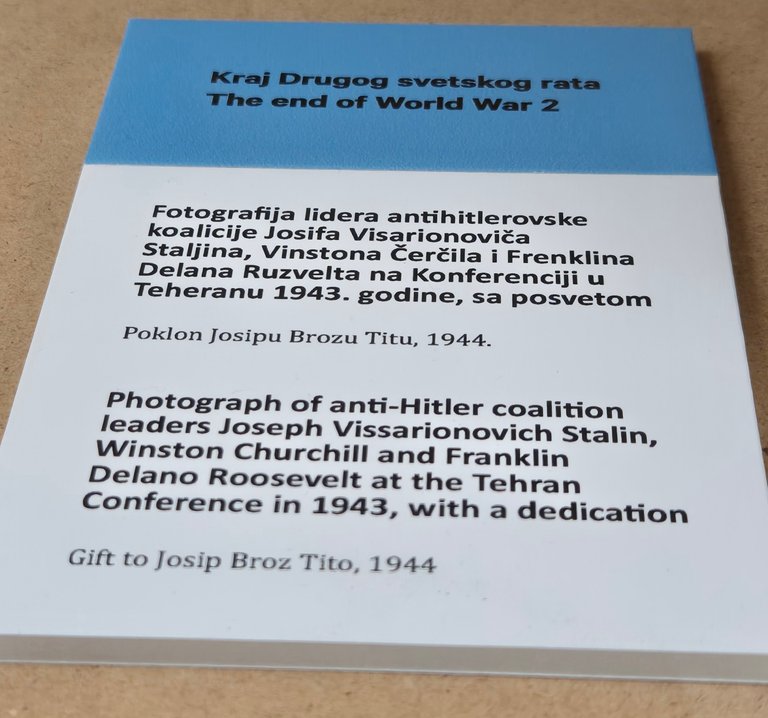 Kraj Drugog svetskog rata
The end of World War 2
Fotografija lidera antihitlerovske
koalicije Josifa Visarionoviča
Staljina, Vinstona Čerčila i Frenklina
Delana Ruzvelta na Konferenciji u
Teheranu 1943. godine, sa posvetom
Poklon Josipu Brozu Titu, 1944.
Photograph of anti-Hitler coalition
leaders Joseph Vissarionovich Stalin,
Winston Churchill and Franklin
Delano Roosevelt at the Tehran
Conference in 1943, with a dedication
Gift to Josip Broz Tito, 1944